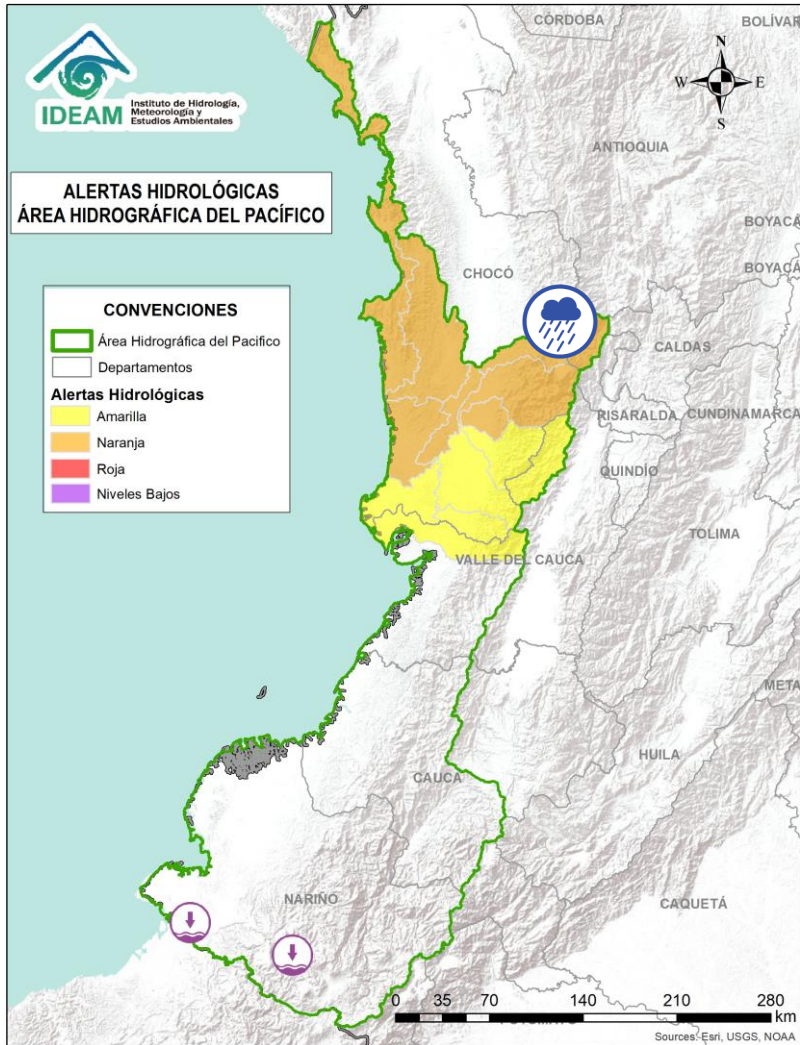 CÓRDOBA
BOLÍVAR
N
W
E
S
IDEAM
Instituto de Hidrología,
Meteorología y
Estudios Ambientales
ANTIOQUIA
ALERTAS HIDROLÓGICAS
ÁREA HIDROGRÁFICA DEL PACÍFICO
BOYACÁ
CHOCÓ
BOYACÁ
CONVENCIONES
Área Hidrográfica del Pacifico
Departamentos
Alertas Hidrológicas
Amarilla
Naranja
Roja
Niveles Bajos
CALDAS
RISARALDA
CUNDINAMARCA
QUINDÍO
TOLIMA
VALLE DEL CAUCA
META
HUILA
CAUCA
NARIÑO
CAQUETÁ
0 35 70 140 210 280
km
Sources: Esri, USGS, NOAA